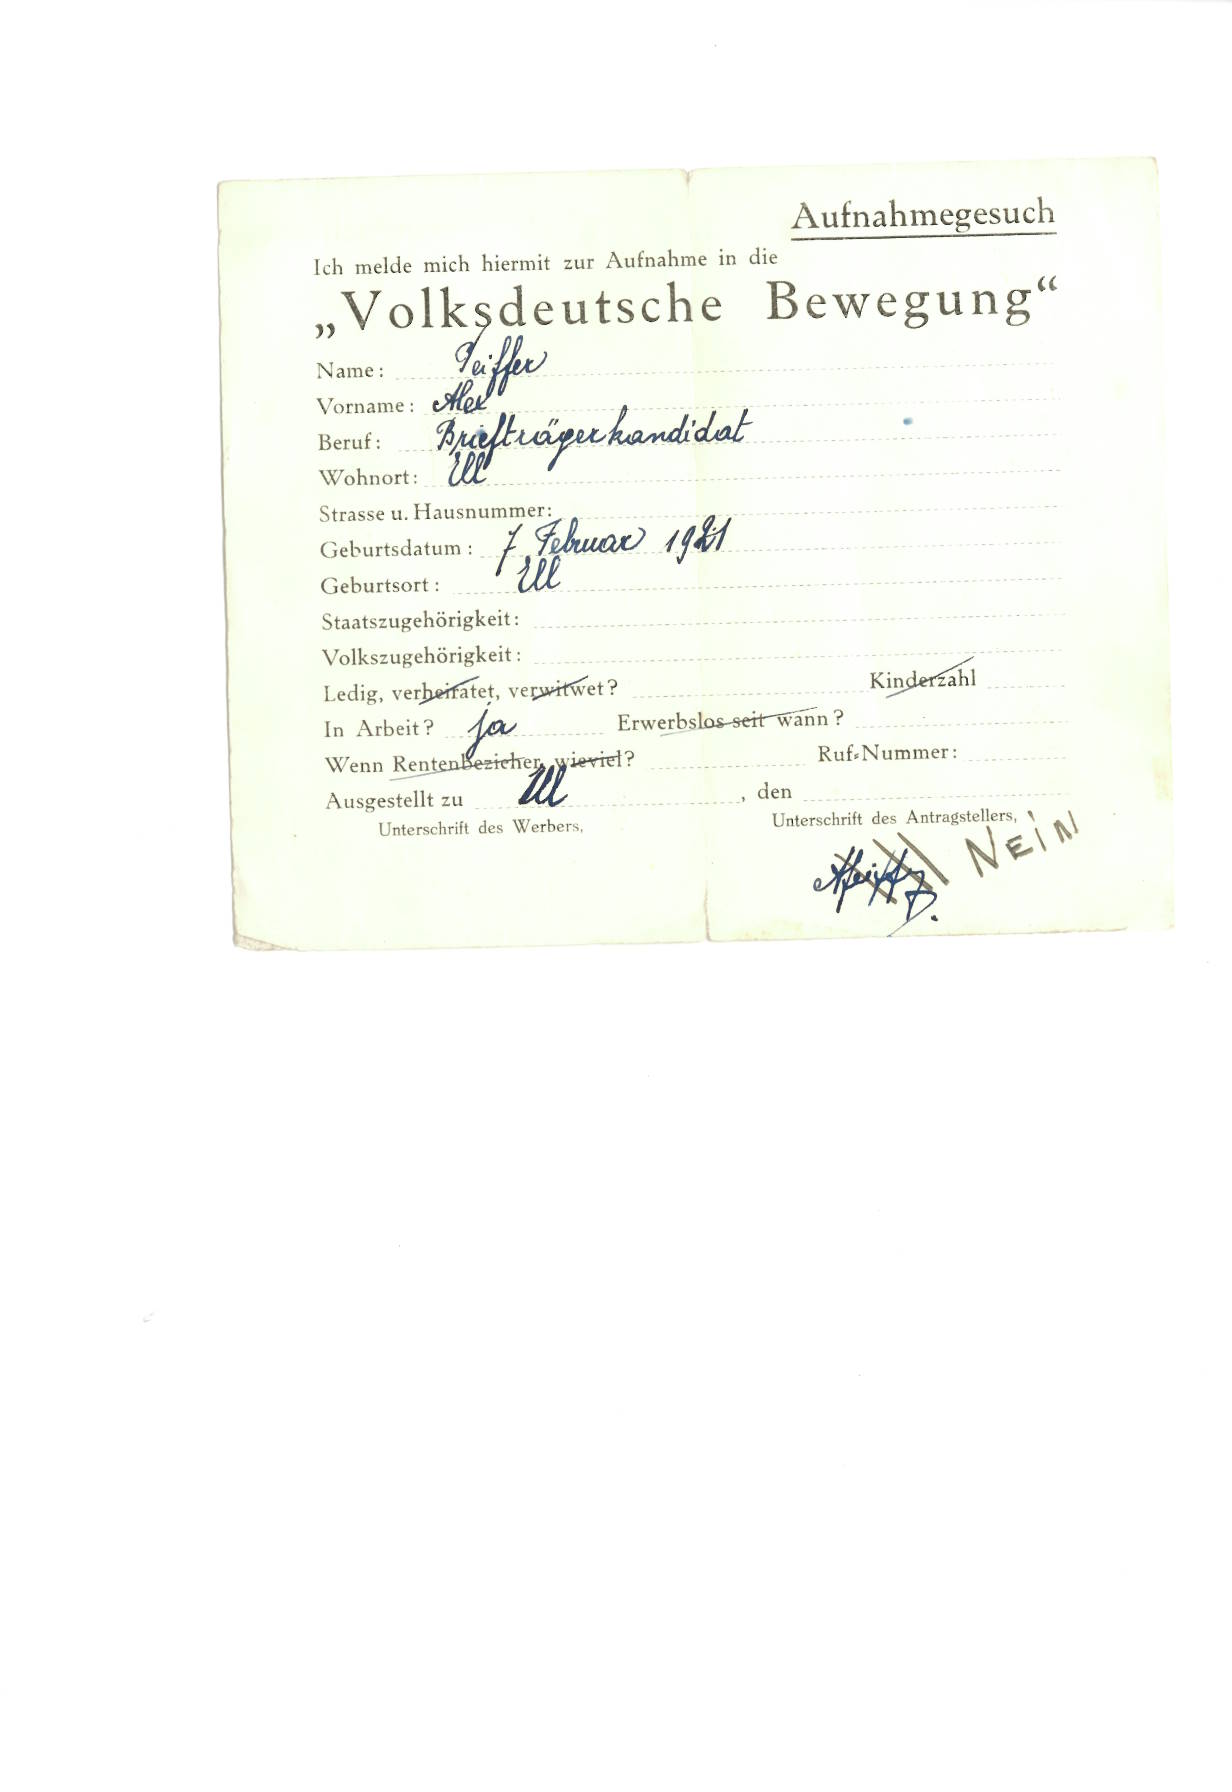 Aufnahmegesuch
Ich melde mich hiermit zur Aufnahme in die
„Volksdeutsche Bewegung“
Name: Peiffer
Vorname: Alex
Beruf: Briefträgerkandidat
Wohnort: Ell
Strasse u. Hausnummer:
Geburtsdatum: 7 Februar 1921
Geburtsort: Ell
Staatszugehörigkeit:
Volkszugehörigkeit:
Ledig, verheiratet, verwitwet? Kinderzahl
In Arbeit? ja Erwerbslos seit wann?
Wenn Rentenbezieher, wieviel? Ruf-Nummer:
Ausgestellt zu Ell, den
Unterschrift des Werbers, Unterschrift des Antragstellers,
NEIN